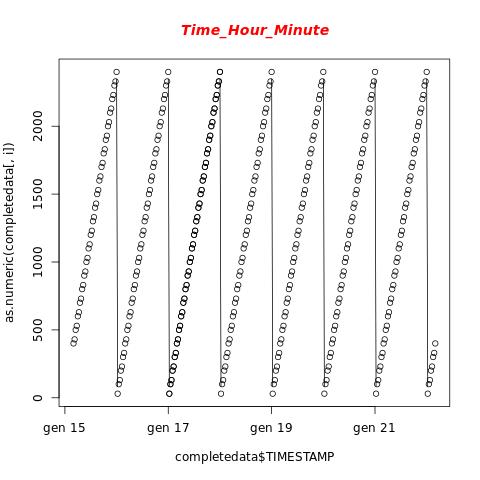 Time_Hour_Minute
as.numeric(completedata[, i])
2000
1500
1000
500
0
gen 15 gen 17 gen 19 gen 21
completedata$TIMESTAMP